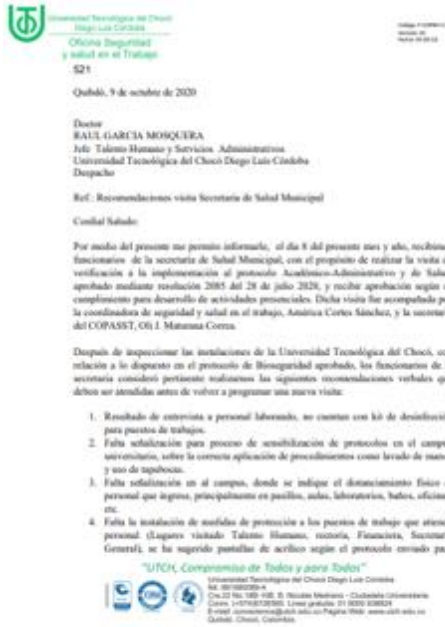 Universidad Tecnológica del Chocó
Diego Luis Córdoba
Oficina Seguridad
y salud en el Trabajo
521
Quibdó, 9 de octubre de 2020
Doctor
RAUL GARCIA MOSQUERA
Jefe Talento Humano y Servicios Administrativos
Universidad Tecnológica del Chocó Diego Luis Córdoba
Despacho
Ref.: Recomendaciones visita Secretaria de Salud Municipal
Cordial Saludo:
Por medio del presente me permito informarle, el día 8 del presente mes y año, recibimos
funcionarios de la secretaria de Salud Municipal, con el propósito de realizar la visita
verificación a la implementación al protocolo Académico-Administrativo y de Salud
aprobado mediante resolución 2085 del 28 de julio 2020, y recibir aprobación según
cumplimiento para desarrollo de actividades presenciales. Dicha visita fue acompañada
la coordinadora de seguridad y salud en el trabajo, América Cortes Sánchez, y la
del COPASST, J. Maturana Correa.
Después de inspeccionar las instalaciones de la Universidad Tecnológica del Chocó,
relación a lo dispuesto en el protocolo de Bioseguridad aprobado, los funcionarios de
secretaria consideró pertinente realizarnos las siguientes recomendaciones verbales
deben ser atendidas antes de volver a programar una nueva visita:
1. Resultado de entrevista a personal laborando, no cuentan con kit de
para puestos de trabajos.
2. Falta señalización para proceso de sensibilización de protocolos en el
universitario, sobre la correcta aplicación de procedimientos como lavado de
y uso de tapabocas.
3. Falta señalización en al campus, donde se indique el distanciamiento físico
personal que ingresa, principalmente en pasillos, aulas, laboratorios, baños,
etc.
4. Falta la instalación de medidas de protección a los puestos de trabajo que
personal (Lugares visitado Talento Humano, rectoría, Financiera,
General), se ha sugerido pantallas de acrílico según el protocolo enviado
"UTCH, Compromiso de Todos y para Todos"
Universidad Tecnológica del Chocó Diego Luis Córdoba